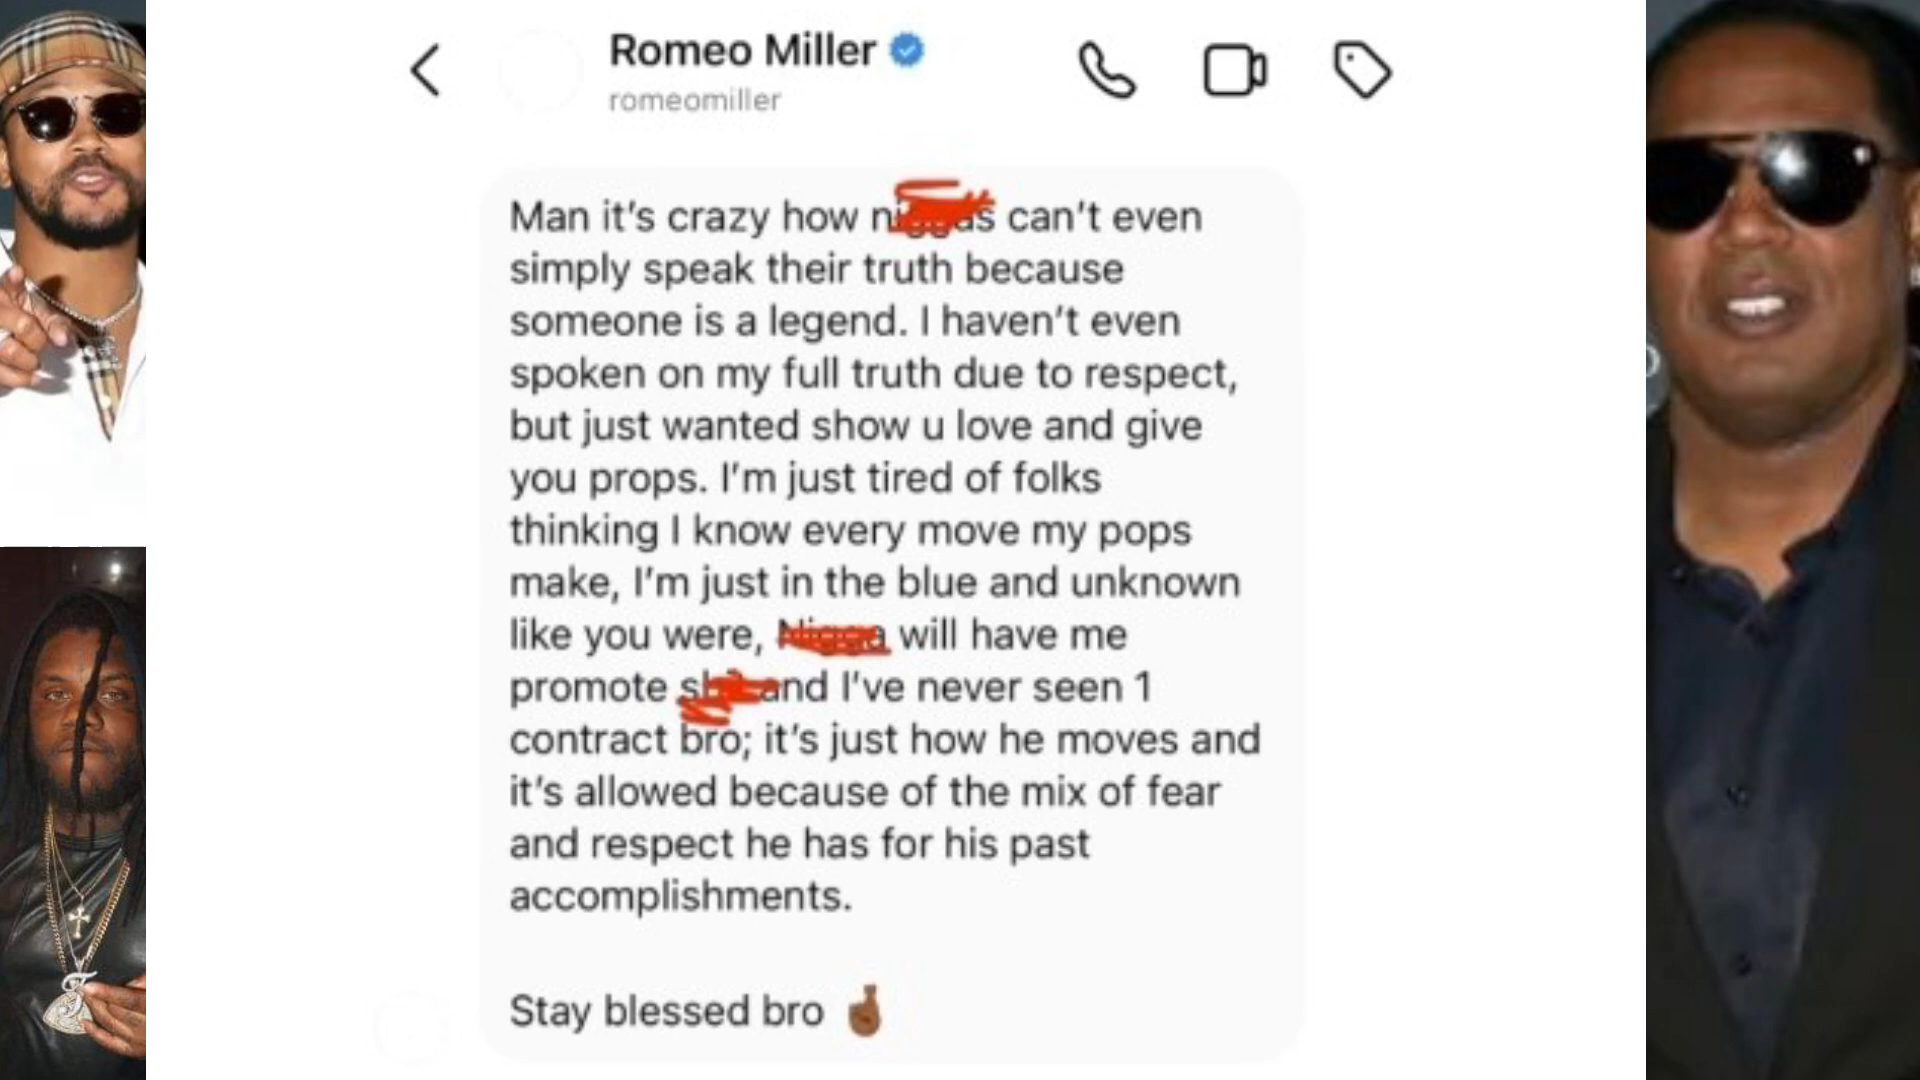 Romeo Miller
romeomiller
Man it's crazy how niggas can't even
simply speak their truth because
someone is a legend. I haven't even
spoken on my full truth due to respect,
but just wanted show u love and give
you props. I'm just tired of folks
thinking I know every move my pops
make, I'm just in the blue and unknown
like you were, Nigga will have me
promote and I've never seen 1
contract bro; it's just how he moves and
it's allowed because of the mix of fear
and respect he has for his past
accomplishments.
Stay blessed bro 🤞🏾